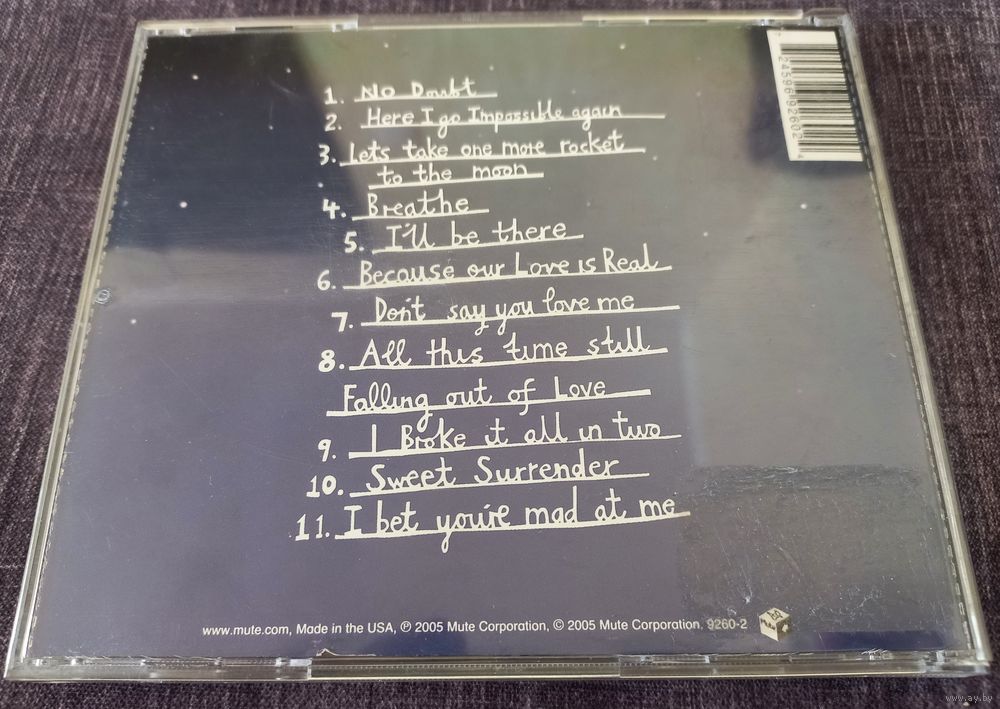 1. No Doubt
2. Here I go Impossible again
3. Lets take one more rocket
to the moon
4. Breathe
5. I'll be there
6. Because our Love is Real
7. Don't say you love me
8. All this time still
Falling out of Love
9. I Broke it all in two
10. Sweet Surrender
11. I bet you're mad at me
www.mute.com, Made in the USA, ℗ 2005 Mute Corporation, © 2005 Mute Corporation. 9260-2
www.ay.by